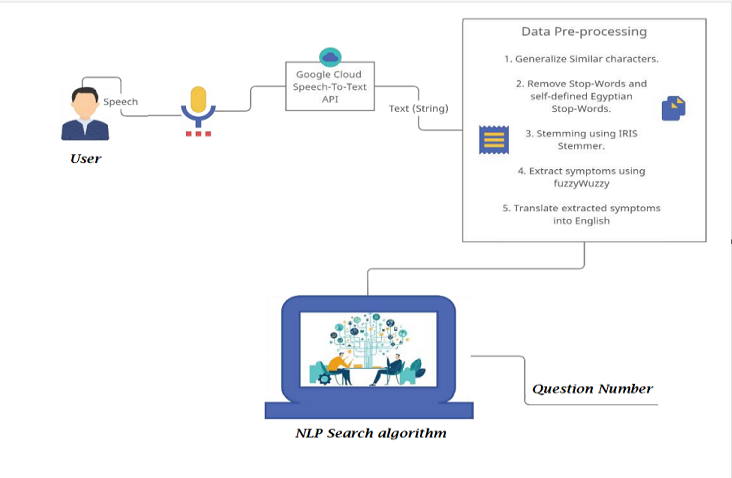 Speech
User
Google Cloud
Speech-To-Text
API
Text (String)
Data Pre-processing
1. Generalize Similar characters.
2. Remove Stop-Words and
self-defined Egyptian
Stop-Words.
3. Stemming using IRIS
Stemmer.
4. Extract symptoms using
fuzzyWuzzy
5. Translate extracted symptoms
into English
NLP Search algorithm
Question Number